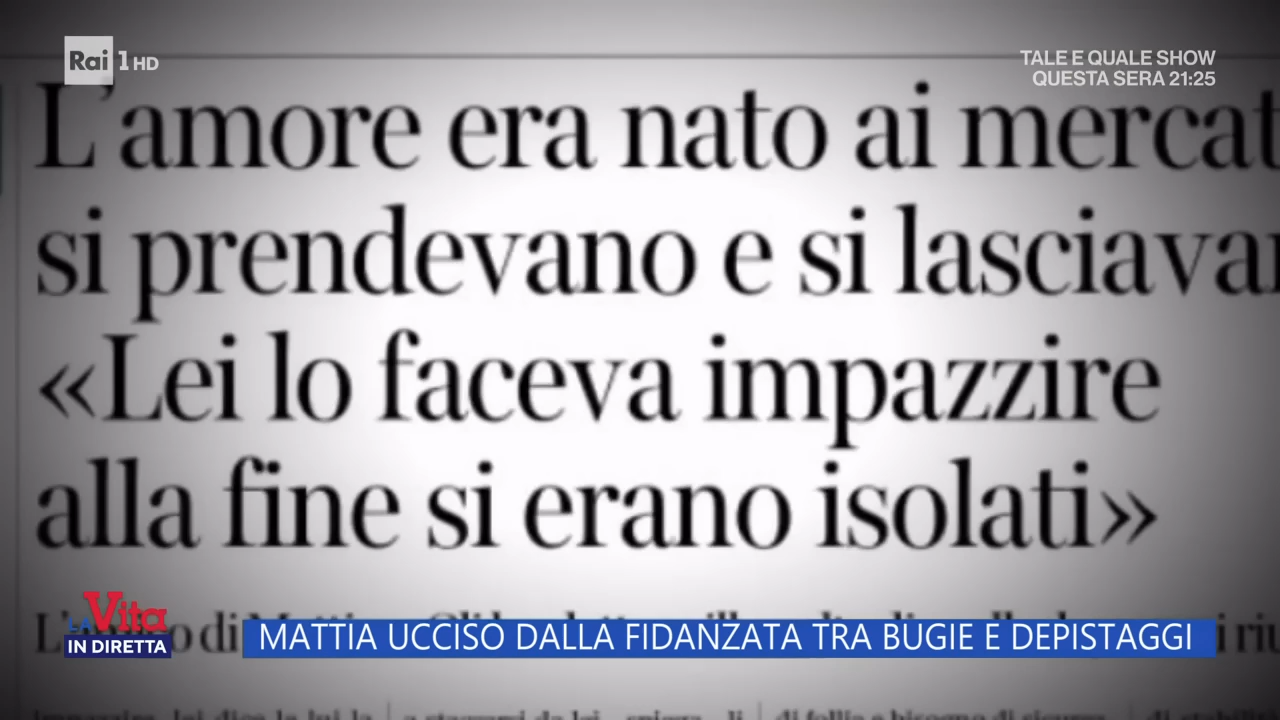 Rai 1 HD
TALE E QUALE SHOW
QUESTA SERA 21:25
L'amore era nato ai mercat
si prendevano e si lasciavan
«Lei lo faceva impazzire
alla fine si erano isolati»
LA Vita
IN DIRETTA
MATTIA UCCISO DALLA FIDANZATA TRA BUGIE E DEPISTAGGI